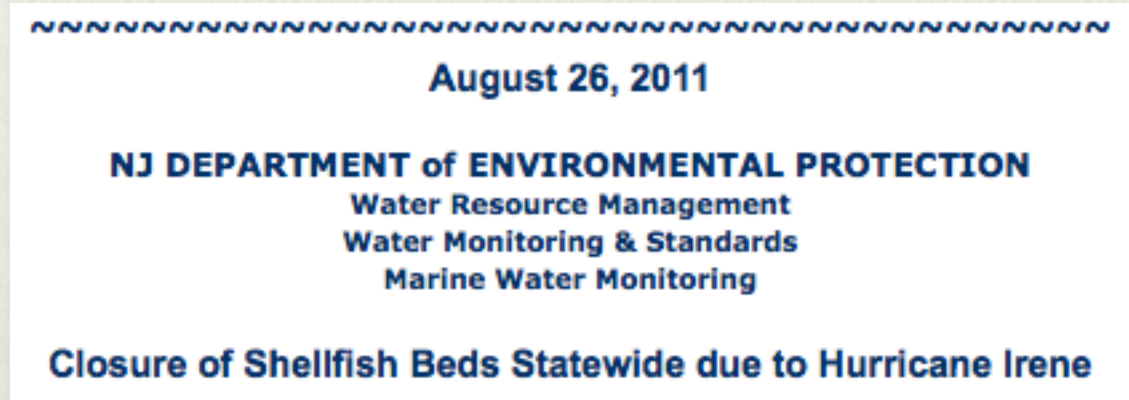 ~~~~~~~~~~~~~~~~~~~~~~~~~~~~~~~~~~~~~~~
August 26, 2011
NJ DEPARTMENT of ENVIRONMENTAL PROTECTION
Water Resource Management
Water Monitoring & Standards
Marine Water Monitoring
Closure of Shellfish Beds Statewide due to Hurricane Irene